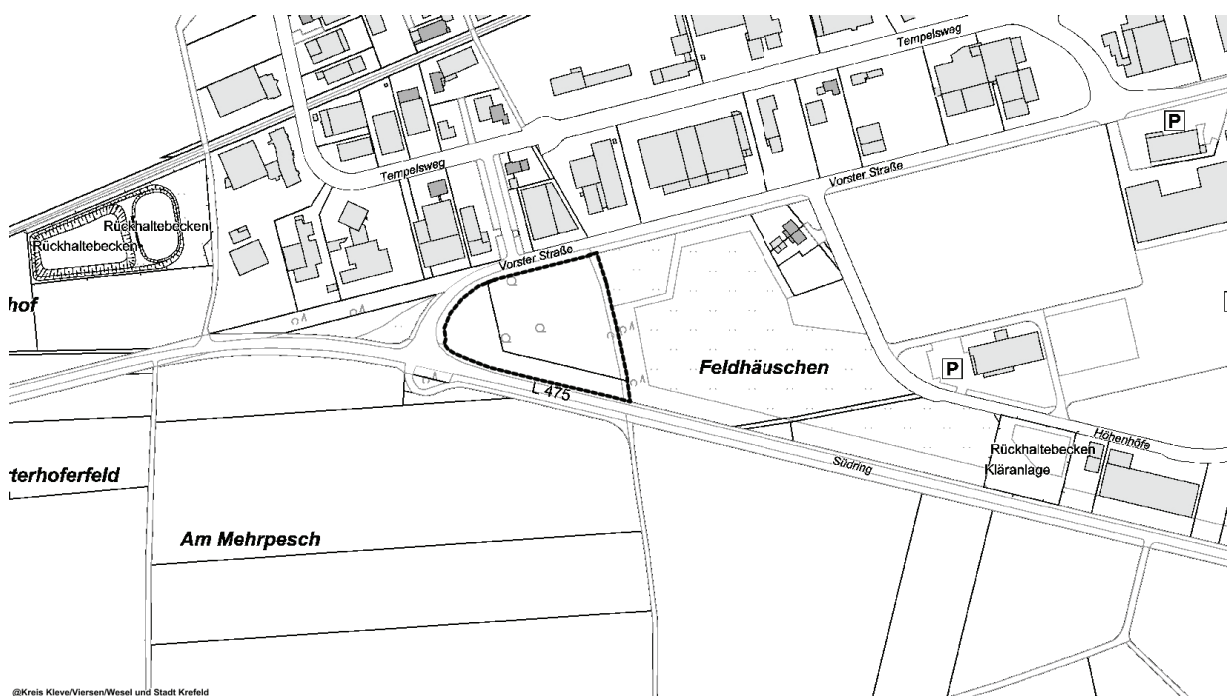 Tempelsweg
P
Tempelsweg
Vorster Straße
Rückhaltebecken
Rückhaltebecken
Vorster Straße
hof
Feldhäuschen
P
L 475
Höhenhöfe
Rückhaltebecken
Kläranlage
Südring
rterhoferfeld
Am Mehrpesch
@Kreis Kleve/Viersen/Wesel und Stadt Krefeld